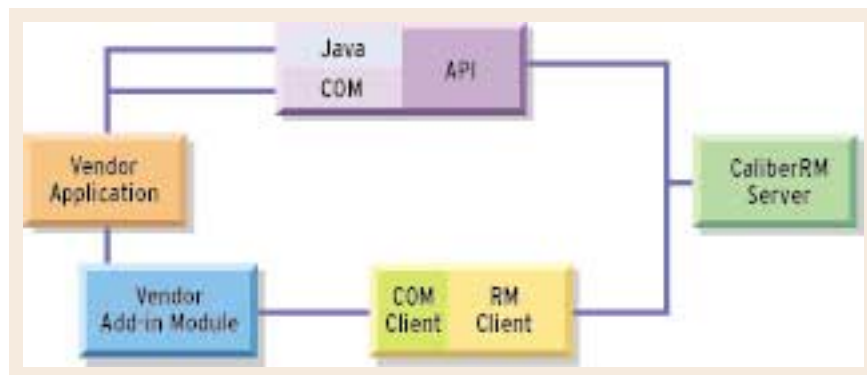 Java
COM
API
Vendor
Application
CaliberRM
Server
Vendor
Add-in Module
COM
Client
RM
Client